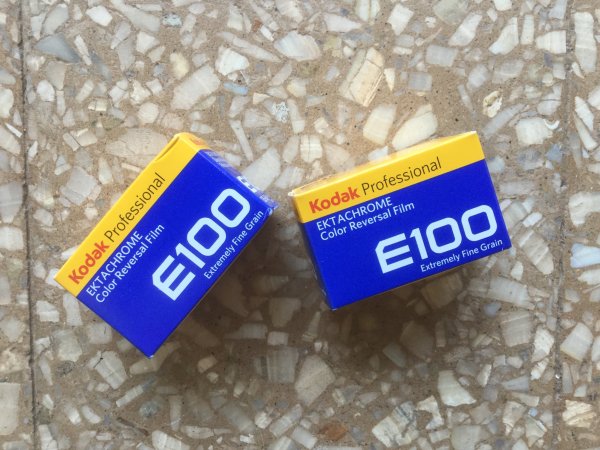 Kodak Professional
EKTACHROME
Color Reversal Film
E100
Extremely Fine Grain
Kodak Professional
EKTACHROME
Color Reversal Film
E100
Extremely Fine Grain